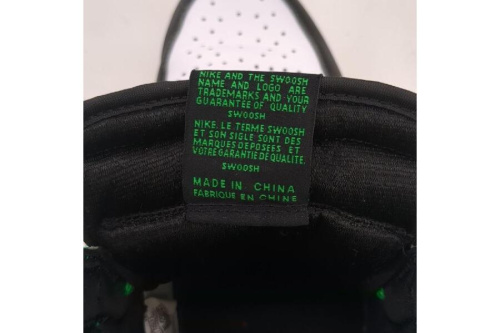 NIKE AND THE SWOOSH
NAME AND LOGO ARE
TRADEMARKS AND YOUR
GUARANTEE OF QUALITY
SWOOSH
NIKE, LE TERME SWOOSH
ET SON SIGLE SONT DES
MARQUES DEPOSEES ET
VOTRE GARANTIE DE QUALITE.
SWOOSH
MADE IN CHINA
FABRIQUE EN CHINE